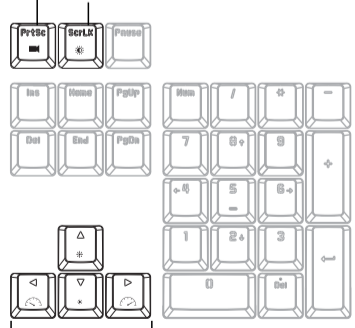 PrtSc ScrLK Pause
Ins Home PgUp Num / * -
Del End PgDn 7 8 9 +
4 5 6
1 2 3
0 Del